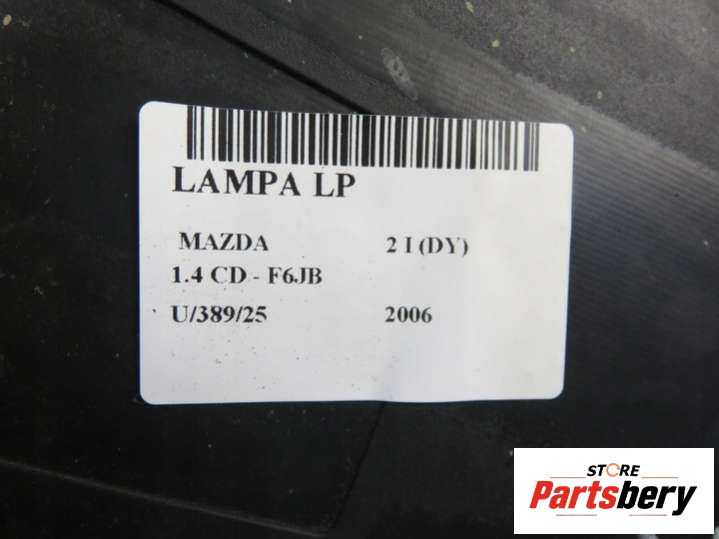 LAMPA LP
MAZDA 2 I (DY)
1.4 CD - F6JB
U/389/25 2006
STORE
Partsbery